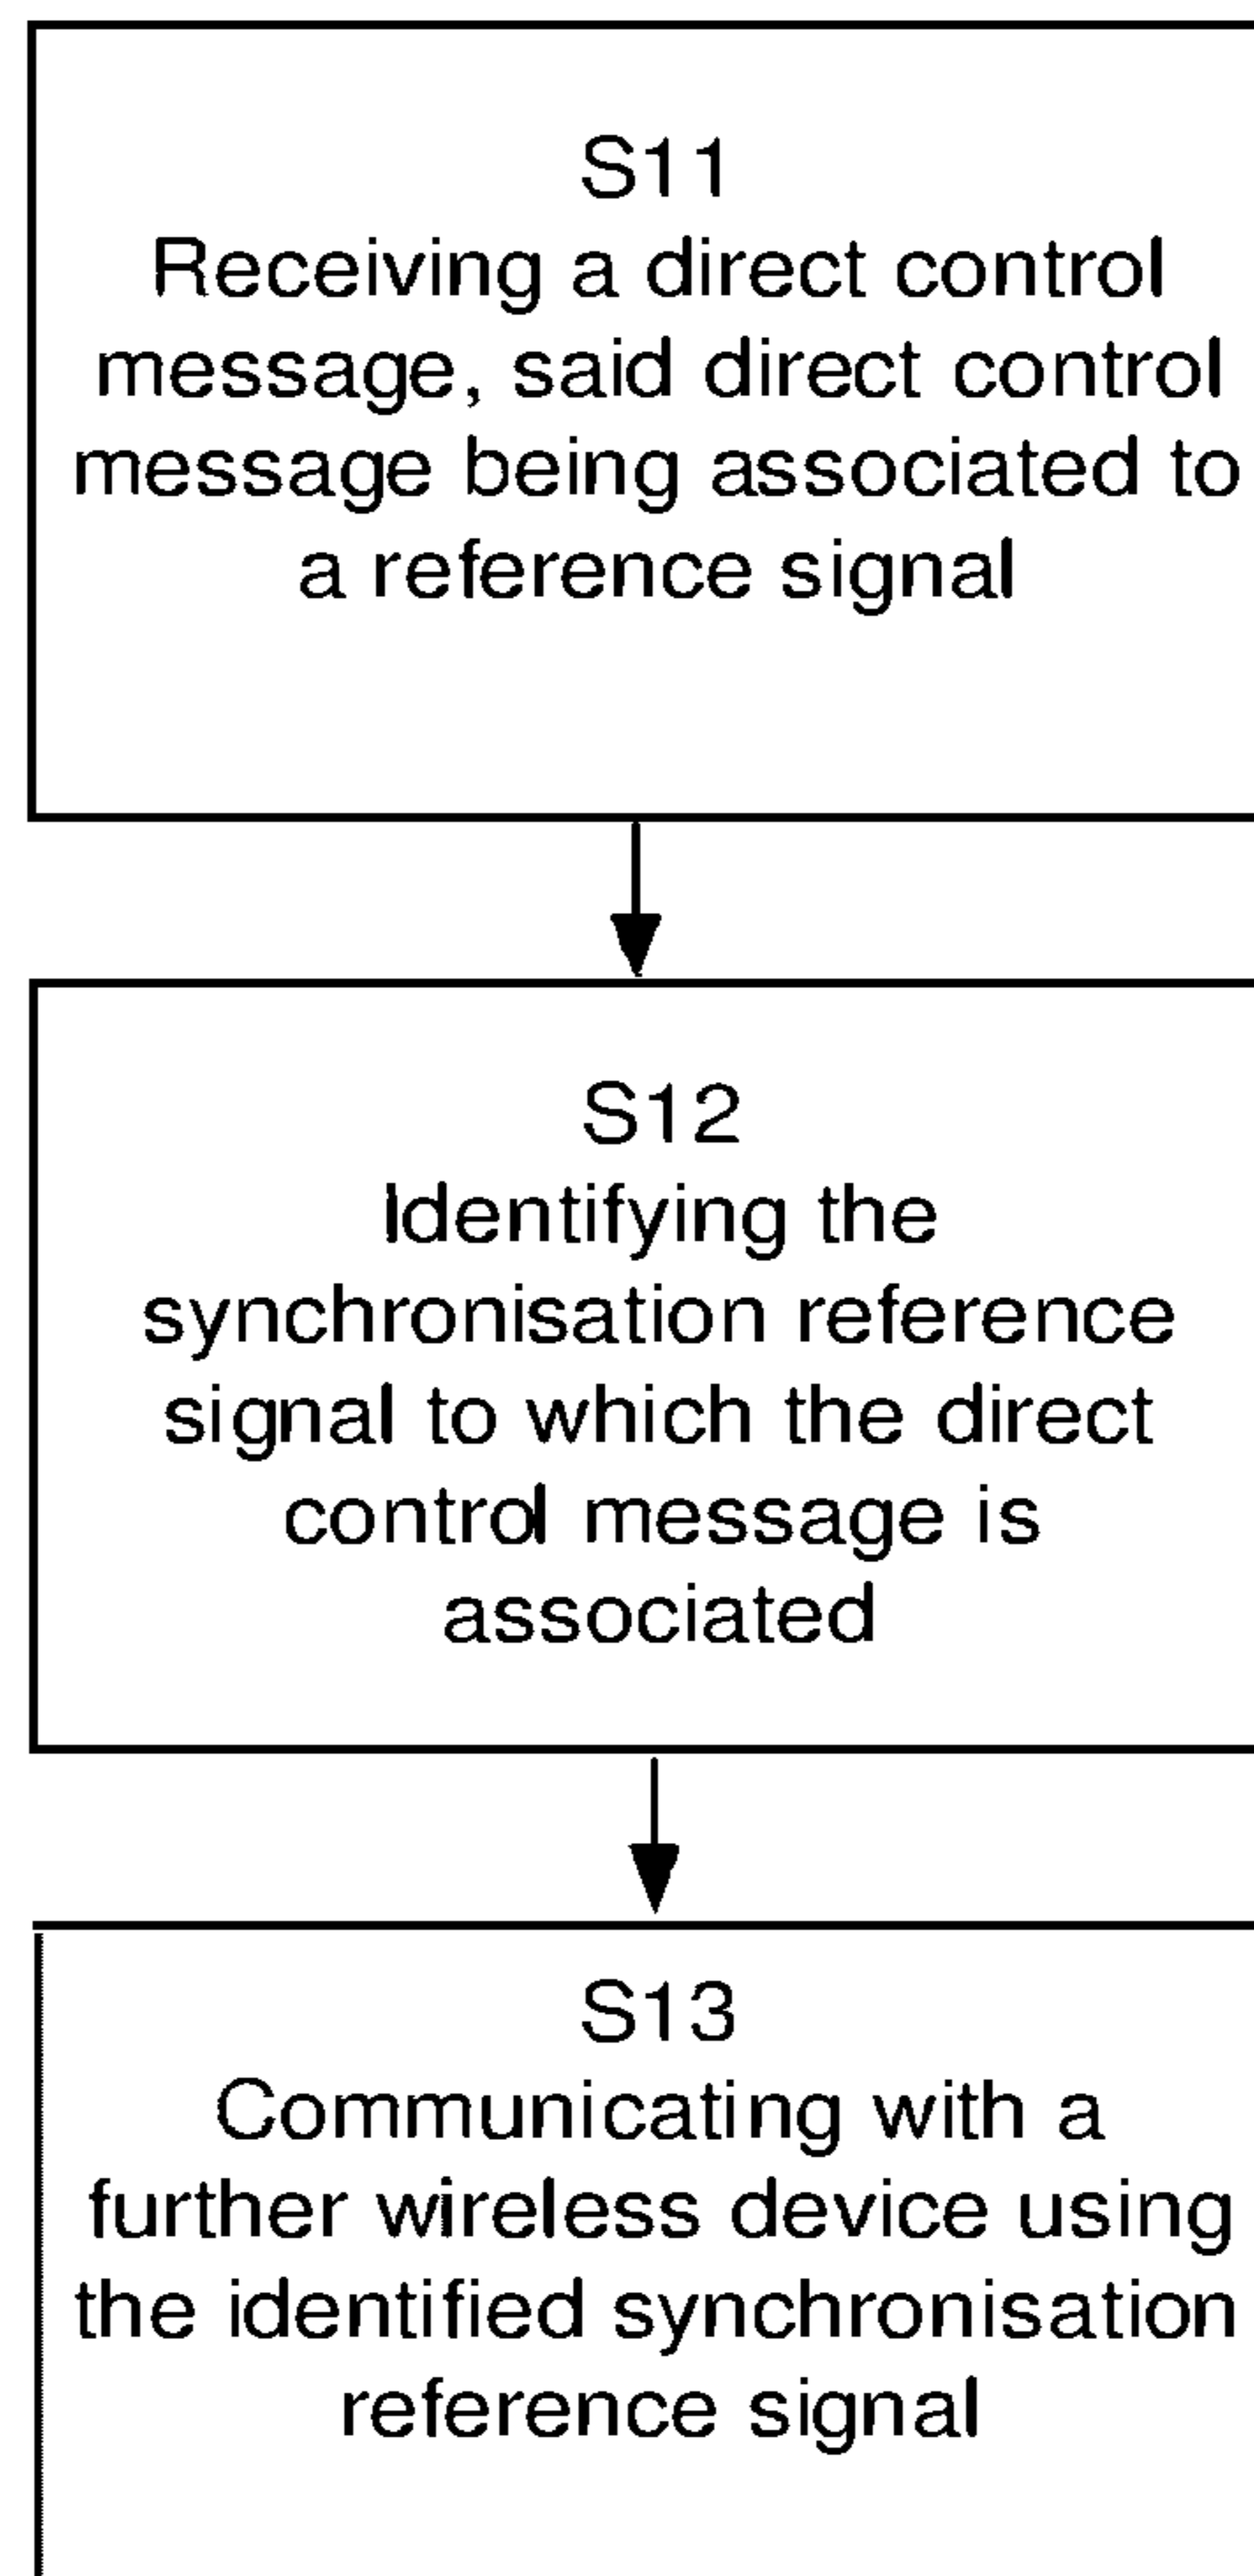 S11
Receiving a direct control
message, said direct control
message being associated to
a reference signal
S12
Identifying the
synchronisation reference
signal to which the direct
control message is
associated
S13
Communicating with a
further wireless device using
the identified synchronisation
reference signal